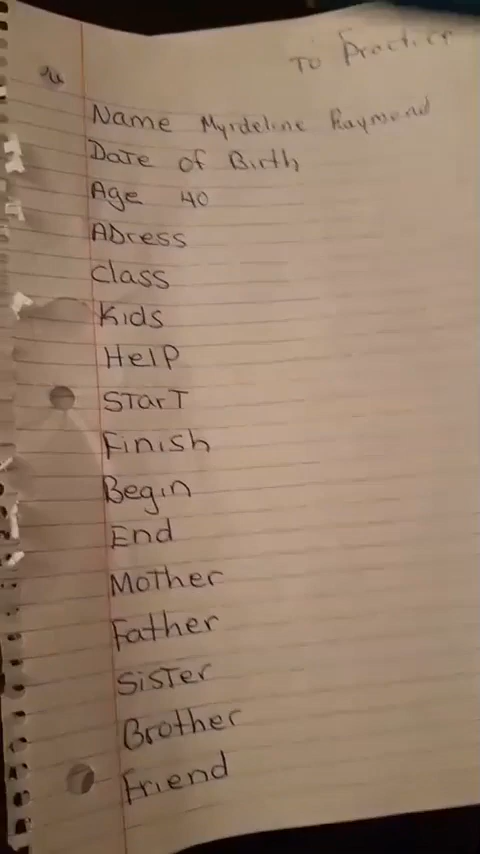 To Practice
Name Myrdeline Raymond
Date of Birth
Age 40
ADress
Class
Kids
Help
Start
Finish
Begin
End
Mother
Father
Sister
Brother
Friend